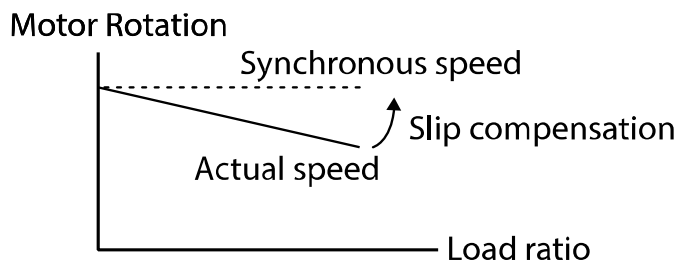 Motor Rotation
Synchronous speed
Slip compensation
Actual speed
Load ratio